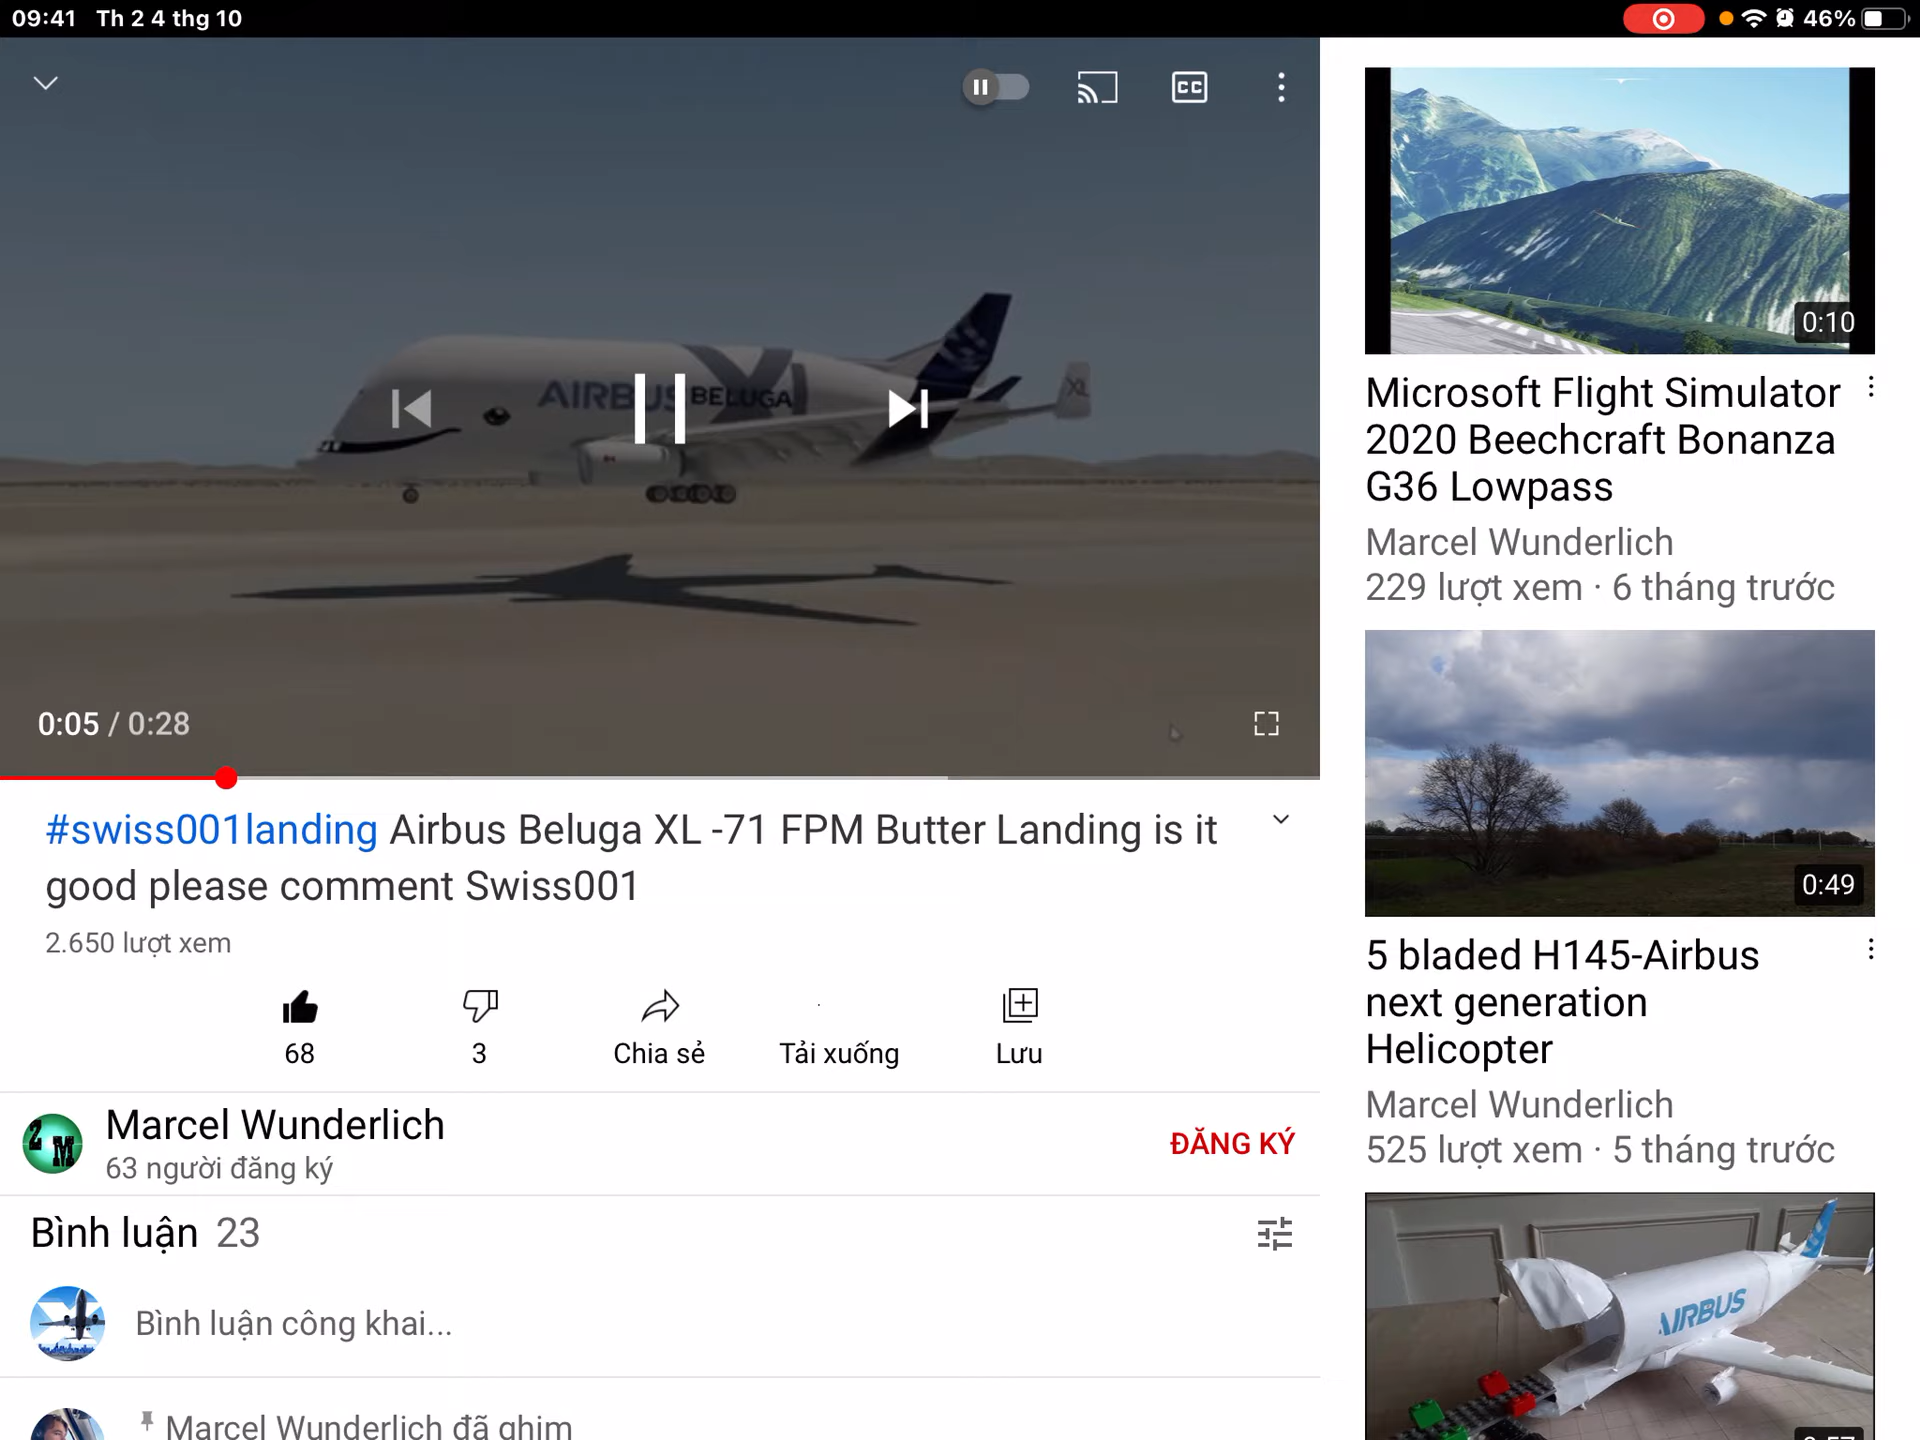 09:41 Th 2 4 thg 10
46%
CC
AIRBUS BELUGA
XL
0:05 / 0:28
#swiss001landing Airbus Beluga XL -71 FPM Butter Landing is it
good please comment Swiss001
2.650 lượt xem
68
3
Chia sẻ
Tải xuống
Lưu
2 M
Marcel Wunderlich
63 người đăng ký
ĐĂNG KÝ
Bình luận 23
Bình luận công khai...
Marcel Wunderlich đã ghim
0:10
Microsoft Flight Simulator
2020 Beechcraft Bonanza
G36 Lowpass
Marcel Wunderlich
229 lượt xem · 6 tháng trước
0:49
5 bladed H145-Airbus
next generation
Helicopter
Marcel Wunderlich
525 lượt xem · 5 tháng trước
AIRBUS